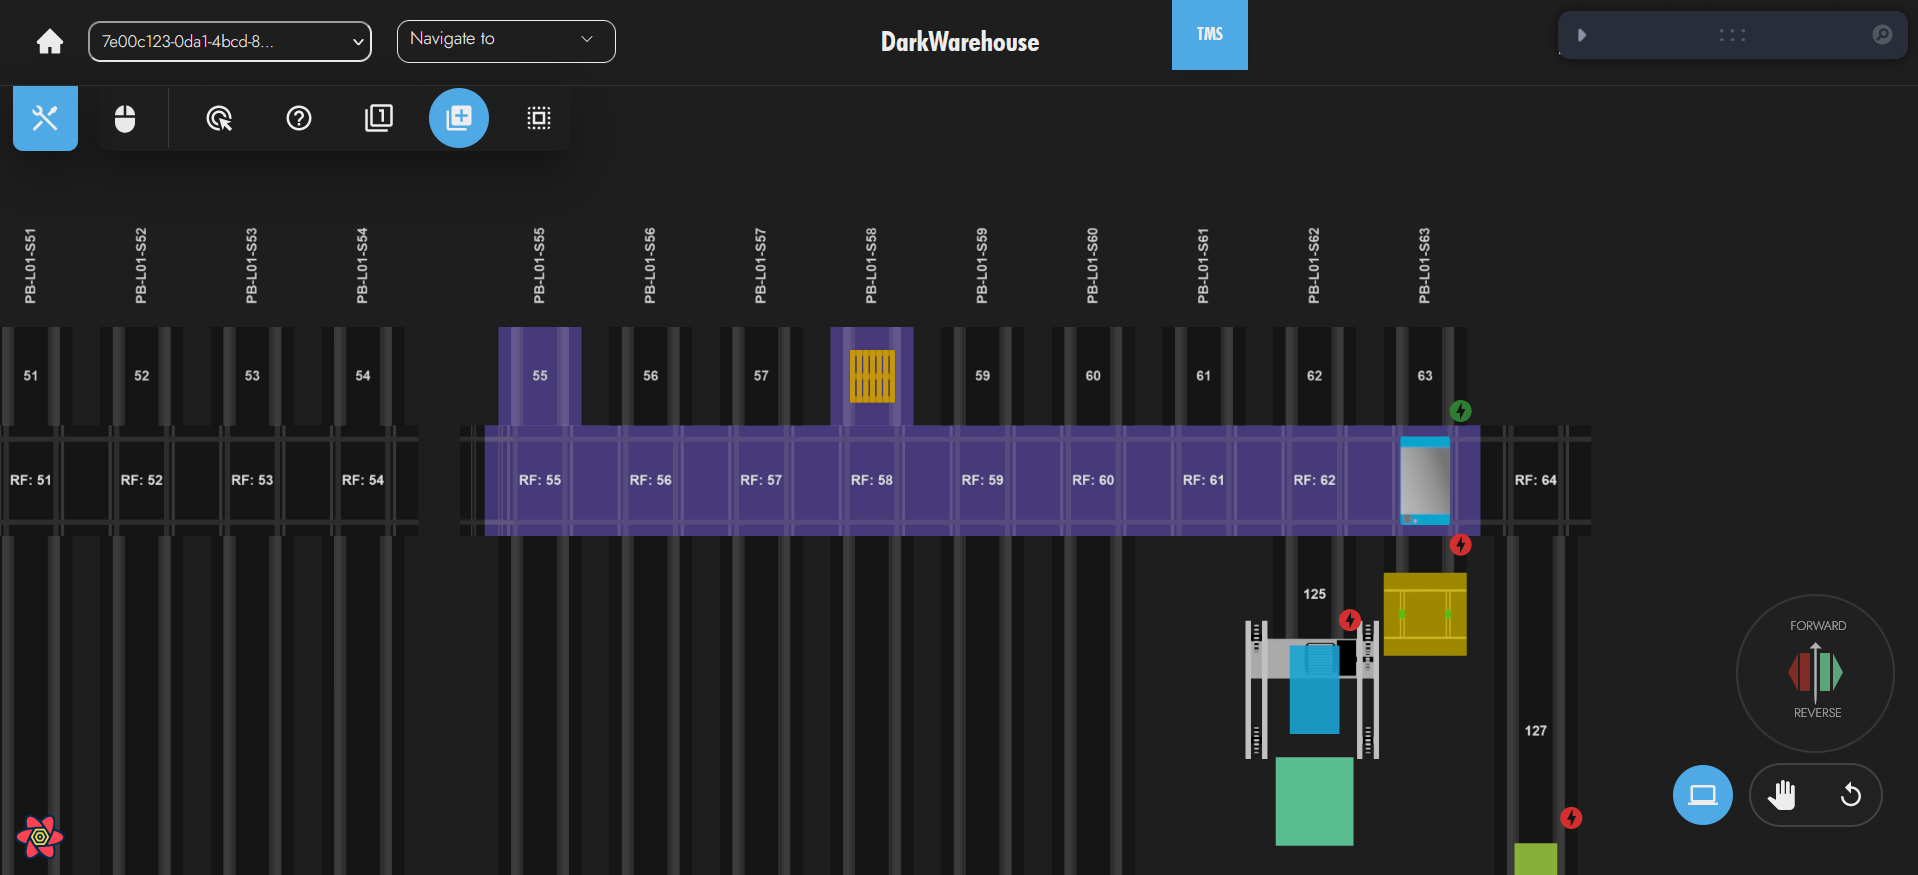 7e00c123-0da1-4bcd-8...
Navigate to
DarkWarehouse
TMS
1
PB-L01-S51
PB-L01-S52
PB-L01-S53
PB-L01-S54
PB-L01-S55
PB-L01-S56
PB-L01-S57
PB-L01-S58
PB-L01-S59
PB-L01-S60
PB-L01-S61
PB-L01-S62
PB-L01-S63
51
52
53
54
55
56
57
59
60
61
62
63
RF: 51
RF: 52
RF: 53
RF: 54
RF: 55
RF: 56
RF: 57
RF: 58
RF: 59
RF: 60
RF: 61
RF: 62
RF: 64
125
FORWARD
REVERSE
127